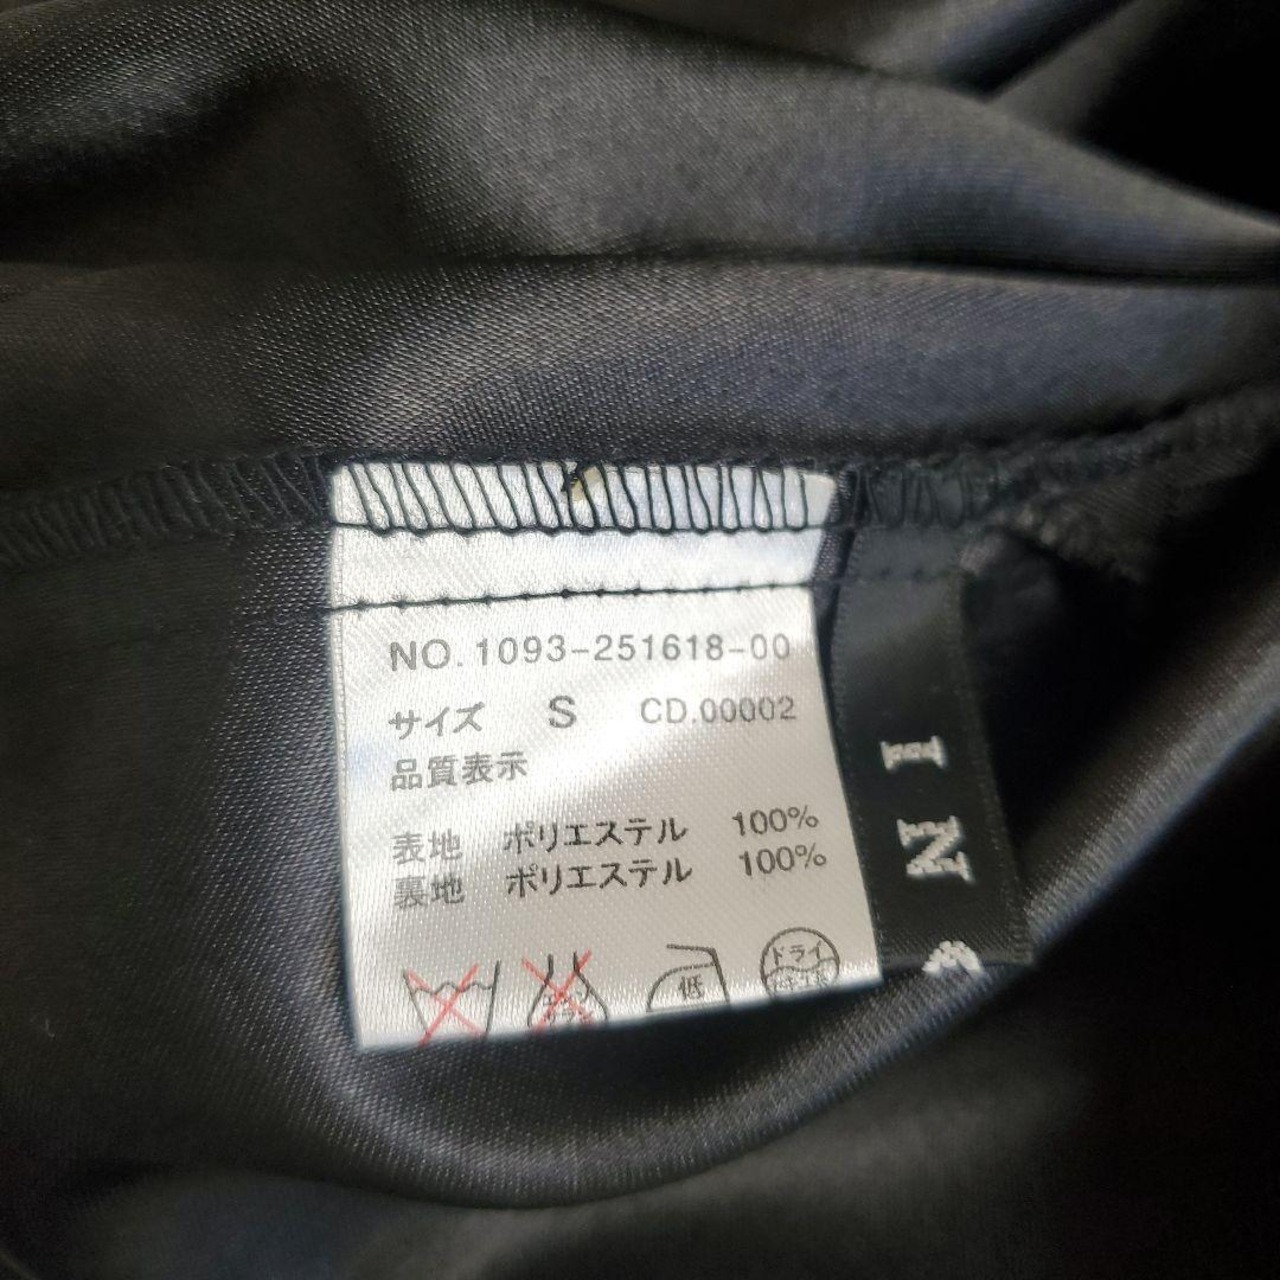 NO. 1093-251618-00
サイズ S CD.00002
品質表示
表地 ポリエステル 100%
裏地 ポリエステル 100%
低
ドライ
I N